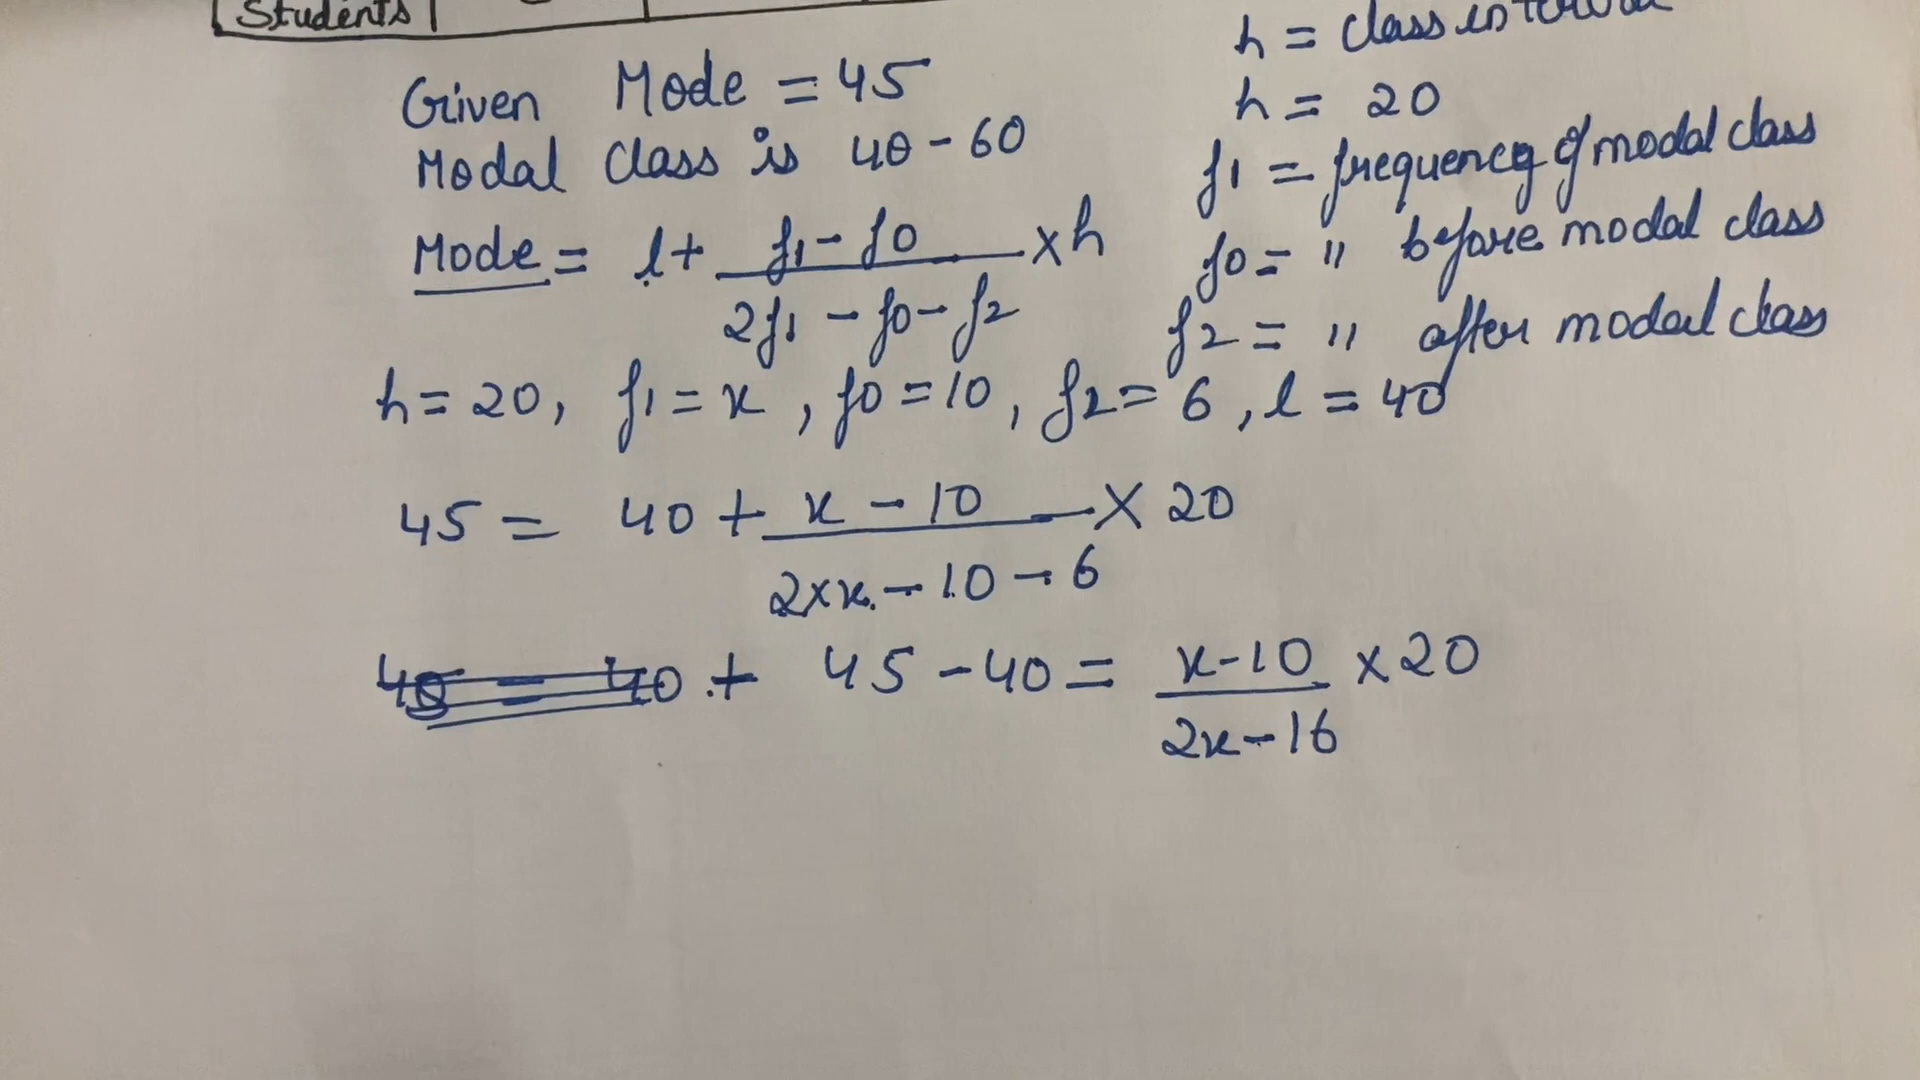 Students
h = class interval
Given Mode = 45
h = 20
Modal Class is 40 - 60
f1 = frequency of modal class
Mode = l + f1 - f0 / 2f1 - f0 - f2 × h
f0 = " before modal class
f2 = " after modal class
h = 20, f1 = x, f0 = 10, f2 = 6, l = 40
45 = 40 + x - 10 / 2×x - 10 - 6 × 20
+ 45 - 40 = x - 10 / 2x - 16 × 20